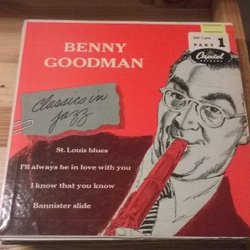 BENNY
GOODMAN
PART 1
Capitol
RECORDS
Classics in
jazz
St. Louis blues
I'll always be in love with you
I know that you know
Bannister slide